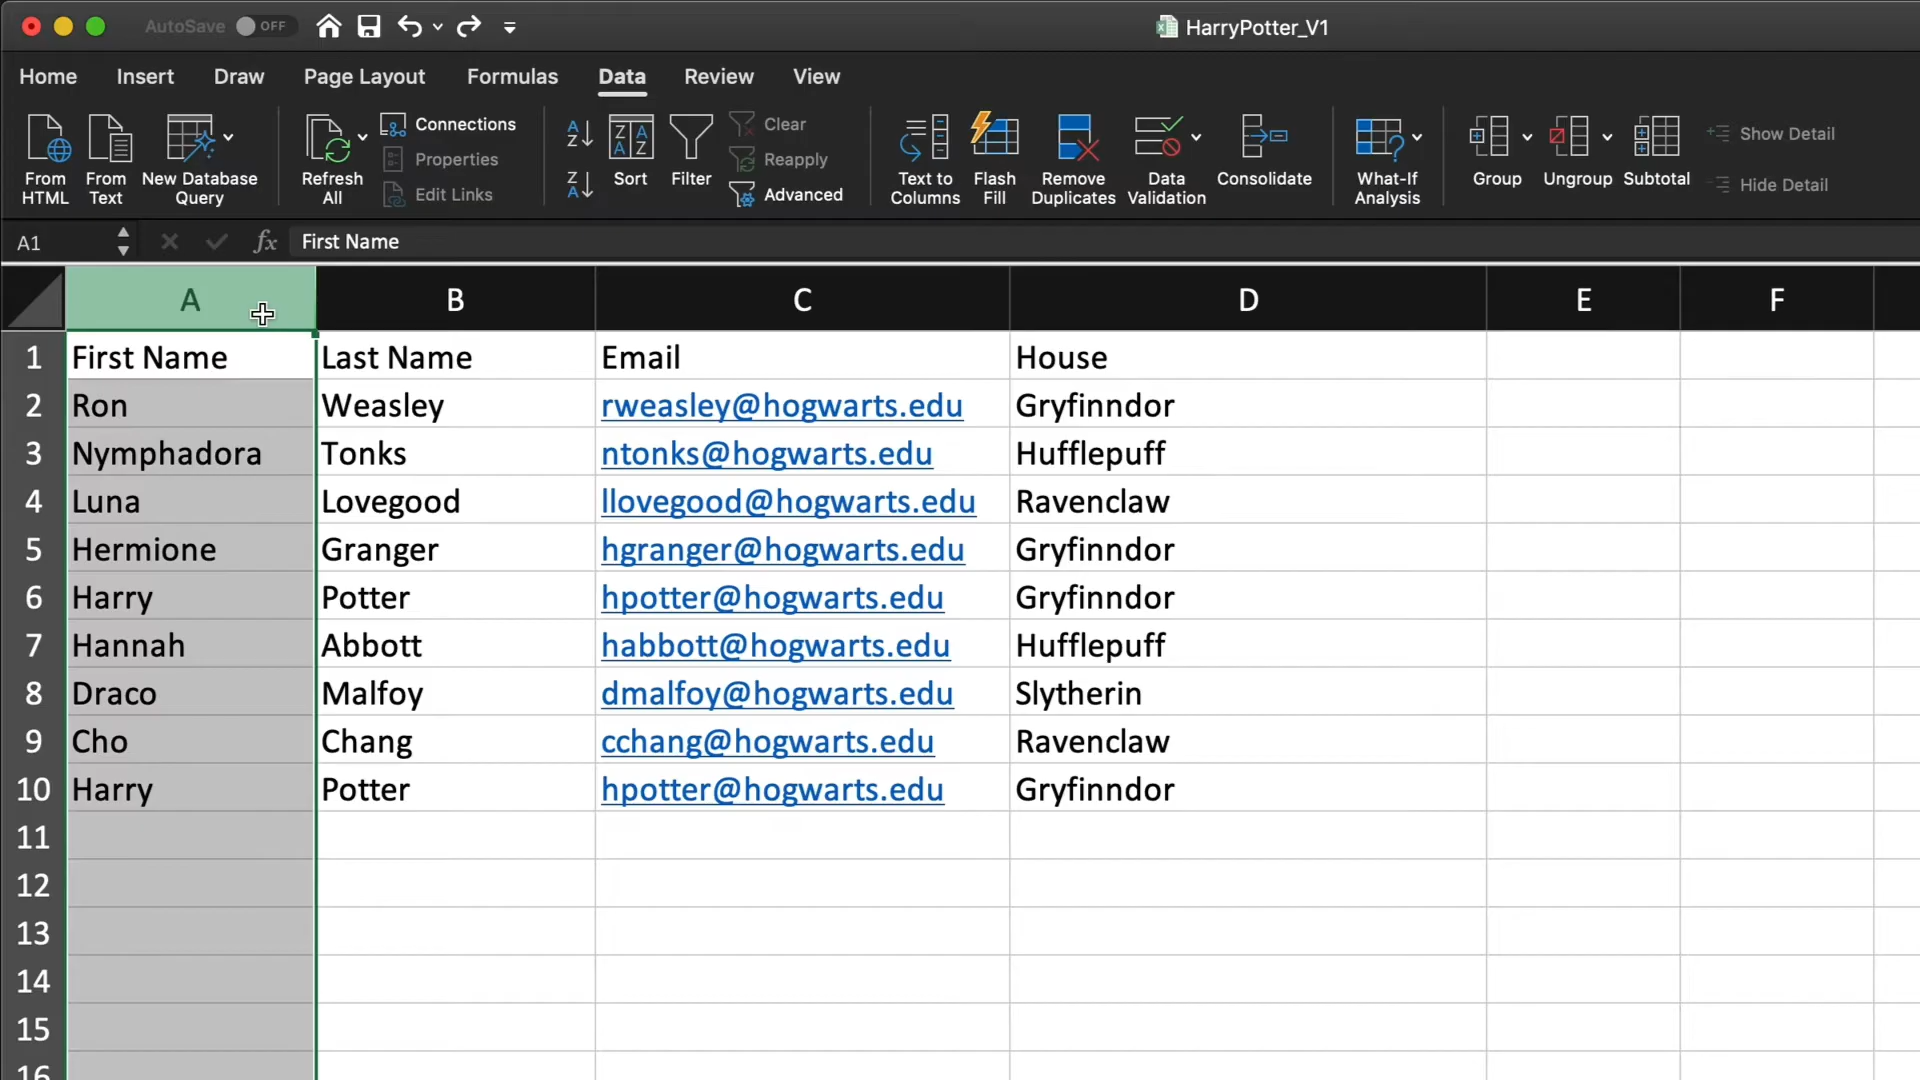 AutoSave OFF HarryPotter_V1
Home Insert Draw Page Layout Formulas Data Review View
From HTML From Text New Database Query Refresh All Connections Properties Edit Links Sort Filter Clear Reapply Advanced Text to Columns Flash Fill Remove Duplicates Data Validation Consolidate What-If Analysis Group Ungroup Subtotal Show Detail Hide Detail
A1 fx First Name
A B C D E F
1 First Name Last Name Email House
2 Ron Weasley rweasley@hogwarts.edu Gryfinndor
3 Nymphadora Tonks ntonks@hogwarts.edu Hufflepuff
4 Luna Lovegood llovegood@hogwarts.edu Ravenclaw
5 Hermione Granger hgranger@hogwarts.edu Gryfinndor
6 Harry Potter hpotter@hogwarts.edu Gryfinndor
7 Hannah Abbott habbott@hogwarts.edu Hufflepuff
8 Draco Malfoy dmalfoy@hogwarts.edu Slytherin
9 Cho Chang cchang@hogwarts.edu Ravenclaw
10 Harry Potter hpotter@hogwarts.edu Gryfinndor
11
12
13
14
15
16